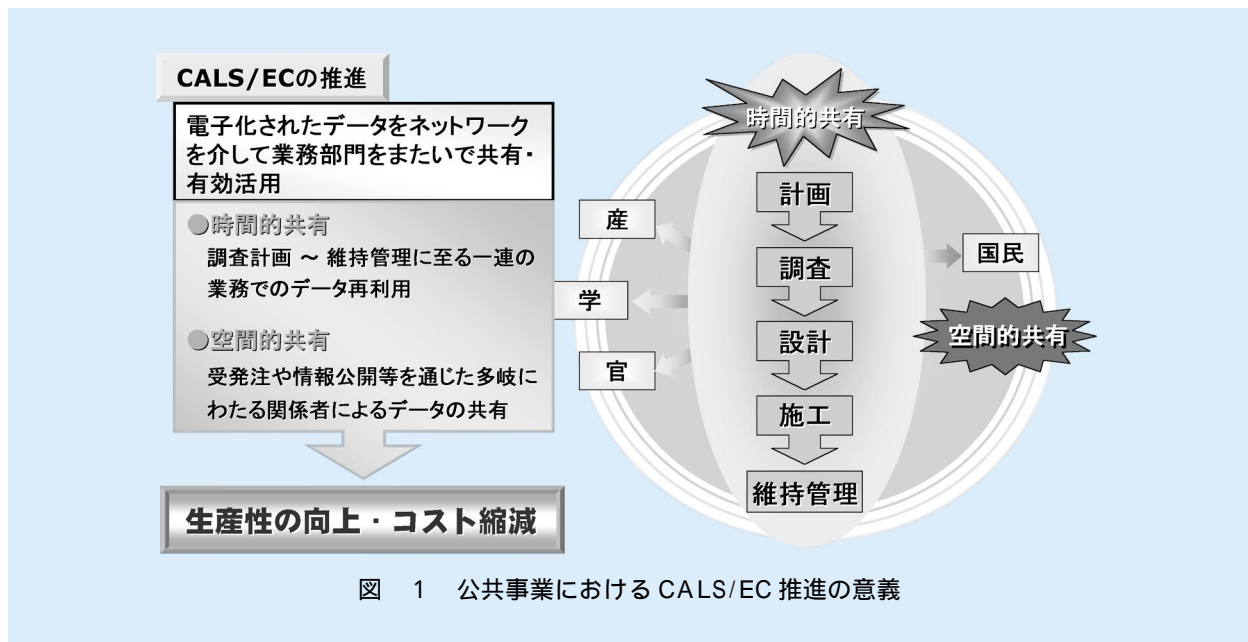 CALS/ECの推進
電子化されたデータをネットワーク
を介して業務部門をまたいで共有・
有効活用
●時間的共有
調査計画 ～ 維持管理に至る一連の
業務でのデータ再利用
●空間的共有
受発注や情報公開等を通じた多岐に
わたる関係者によるデータの共有
生産性の向上・コスト縮減
時間的共有
計画
調査
設計
施工
維持管理
産
学
官
国民
空間的共有
図 1 公共事業における CALS/EC 推進の意義